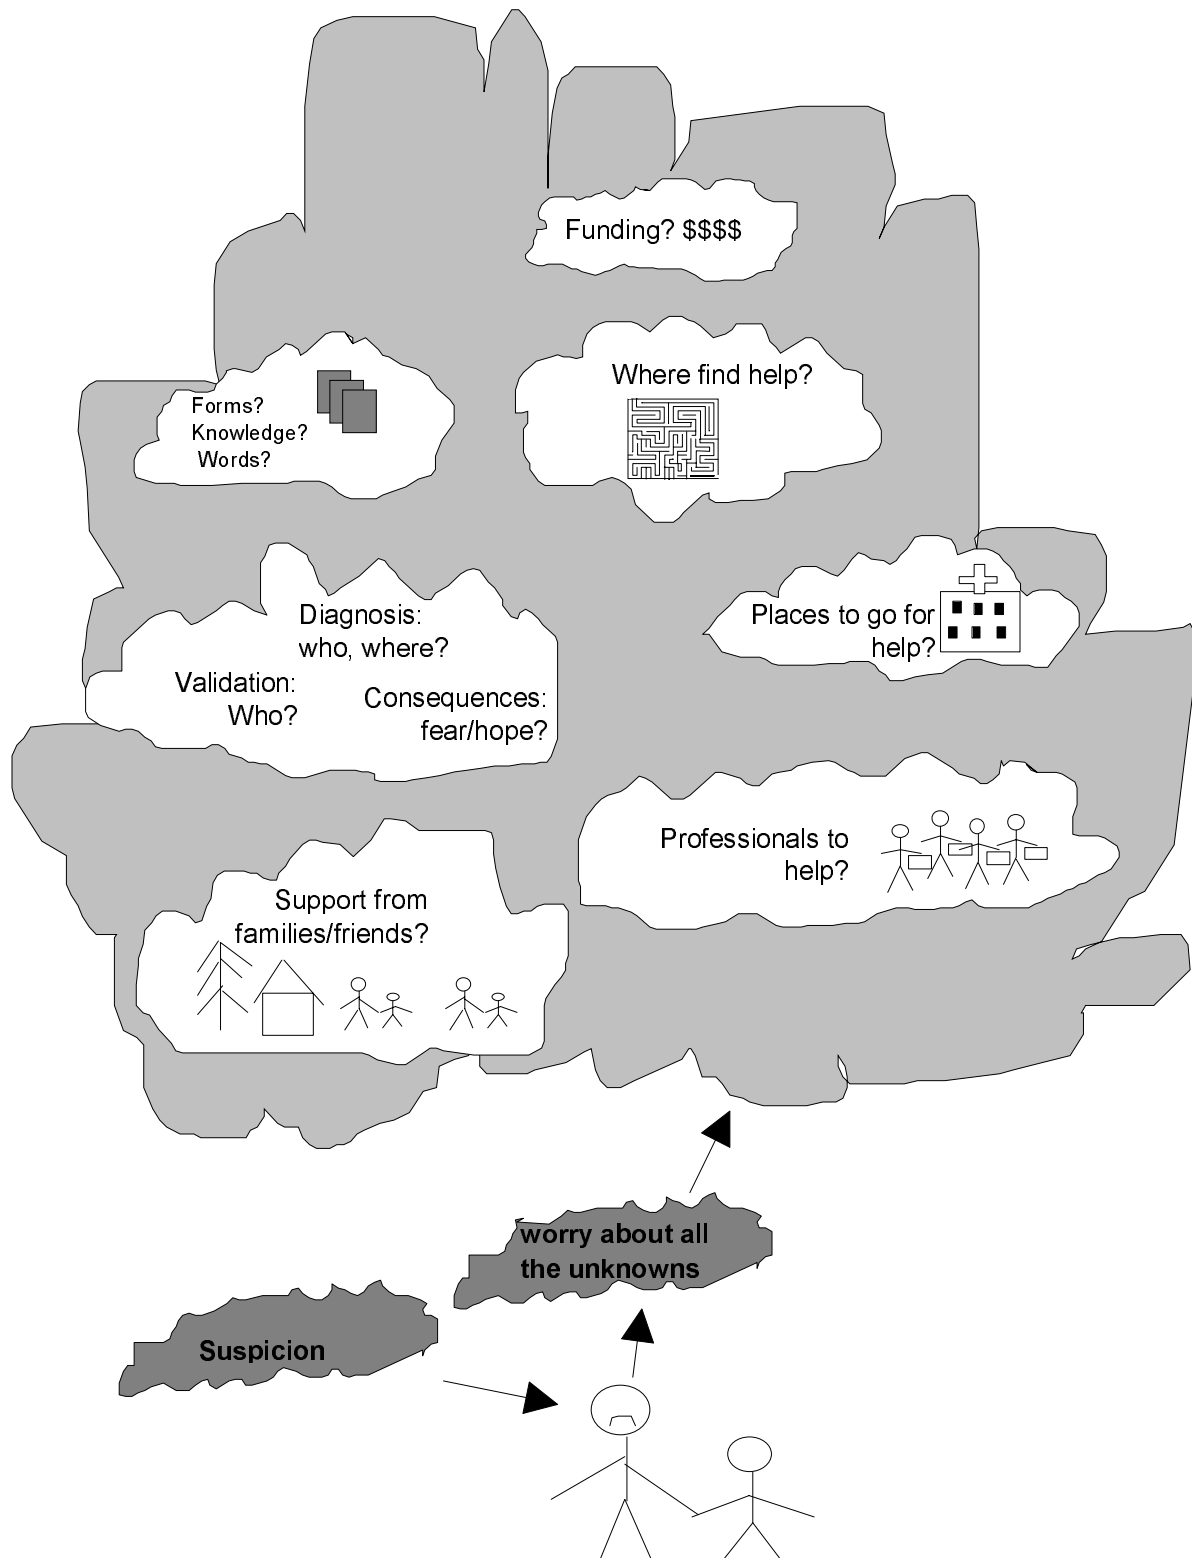 Funding? $$$$
Where find help?
Forms?
Knowledge?
Words?
Diagnosis:
who, where?
Validation:
Who?
Consequences:
fear/hope?
Places to go for
help?
Professionals to
help?
Support from
families/friends?
worry about all
the unknowns
Suspicion